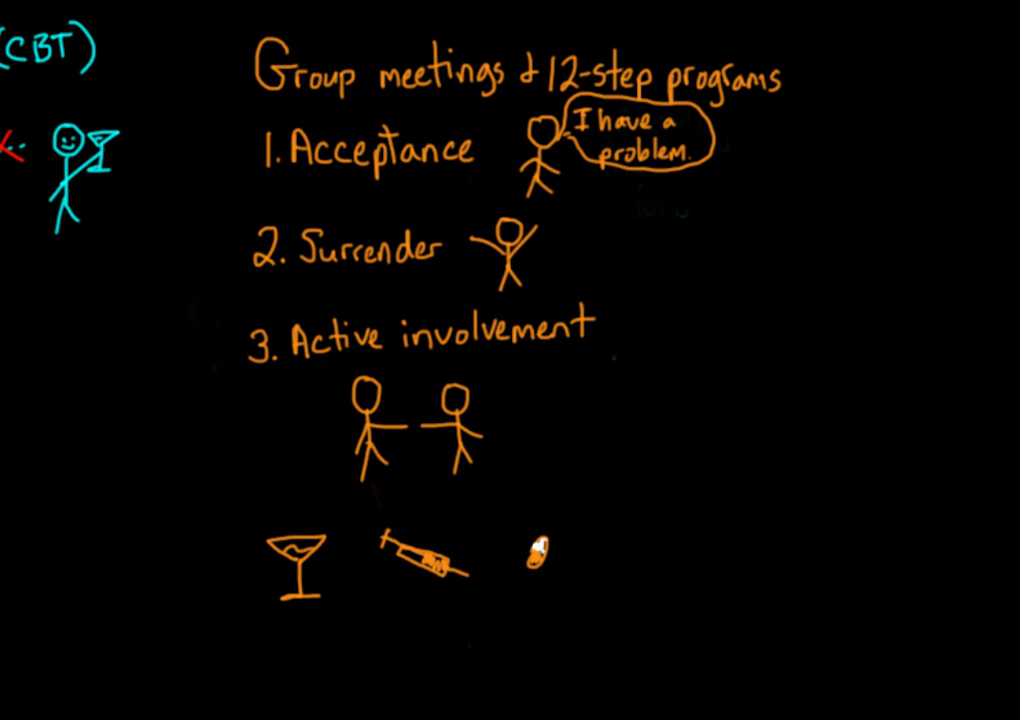 (CBT)
Group meetings & 12-step programs
1. Acceptance
I have a
problem.
2. Surrender
3. Active involvement